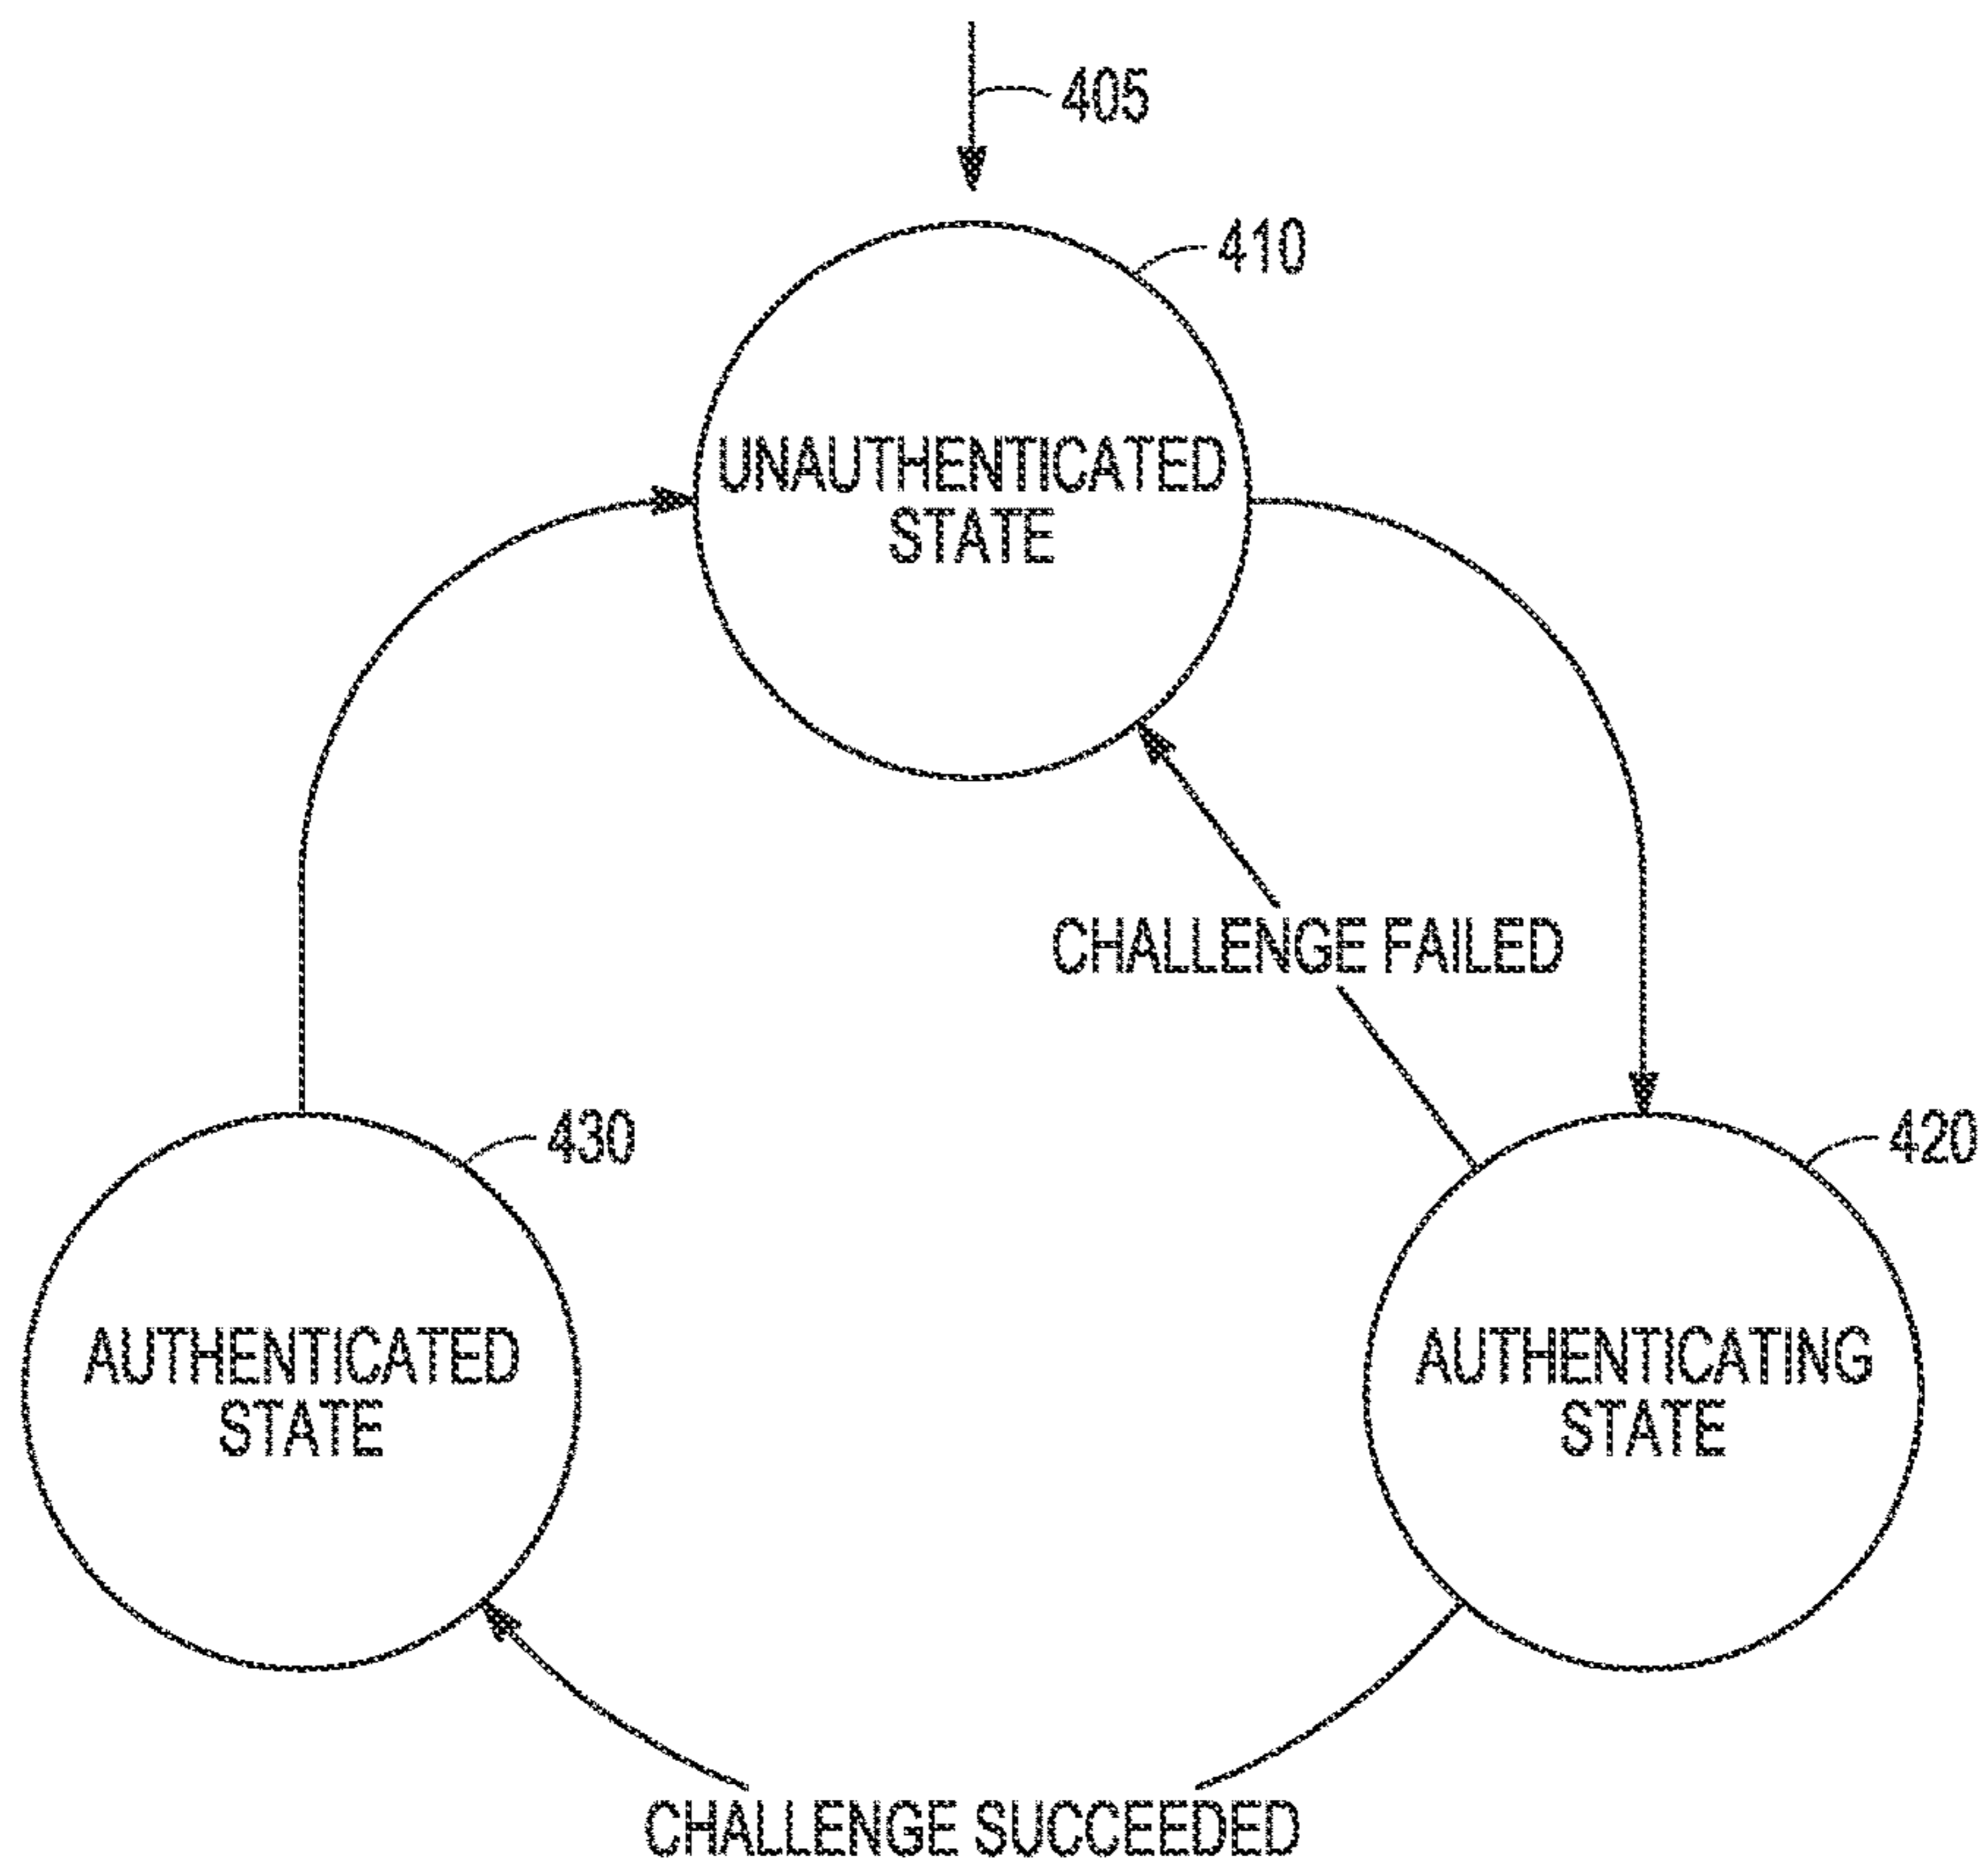 405
410
UNAUTHENTICATED
STATE
CHALLENGE FAILED
430
420
AUTHENTICATED
STATE
AUTHENTICATING
STATE
CHALLENGE SUCCEEDED